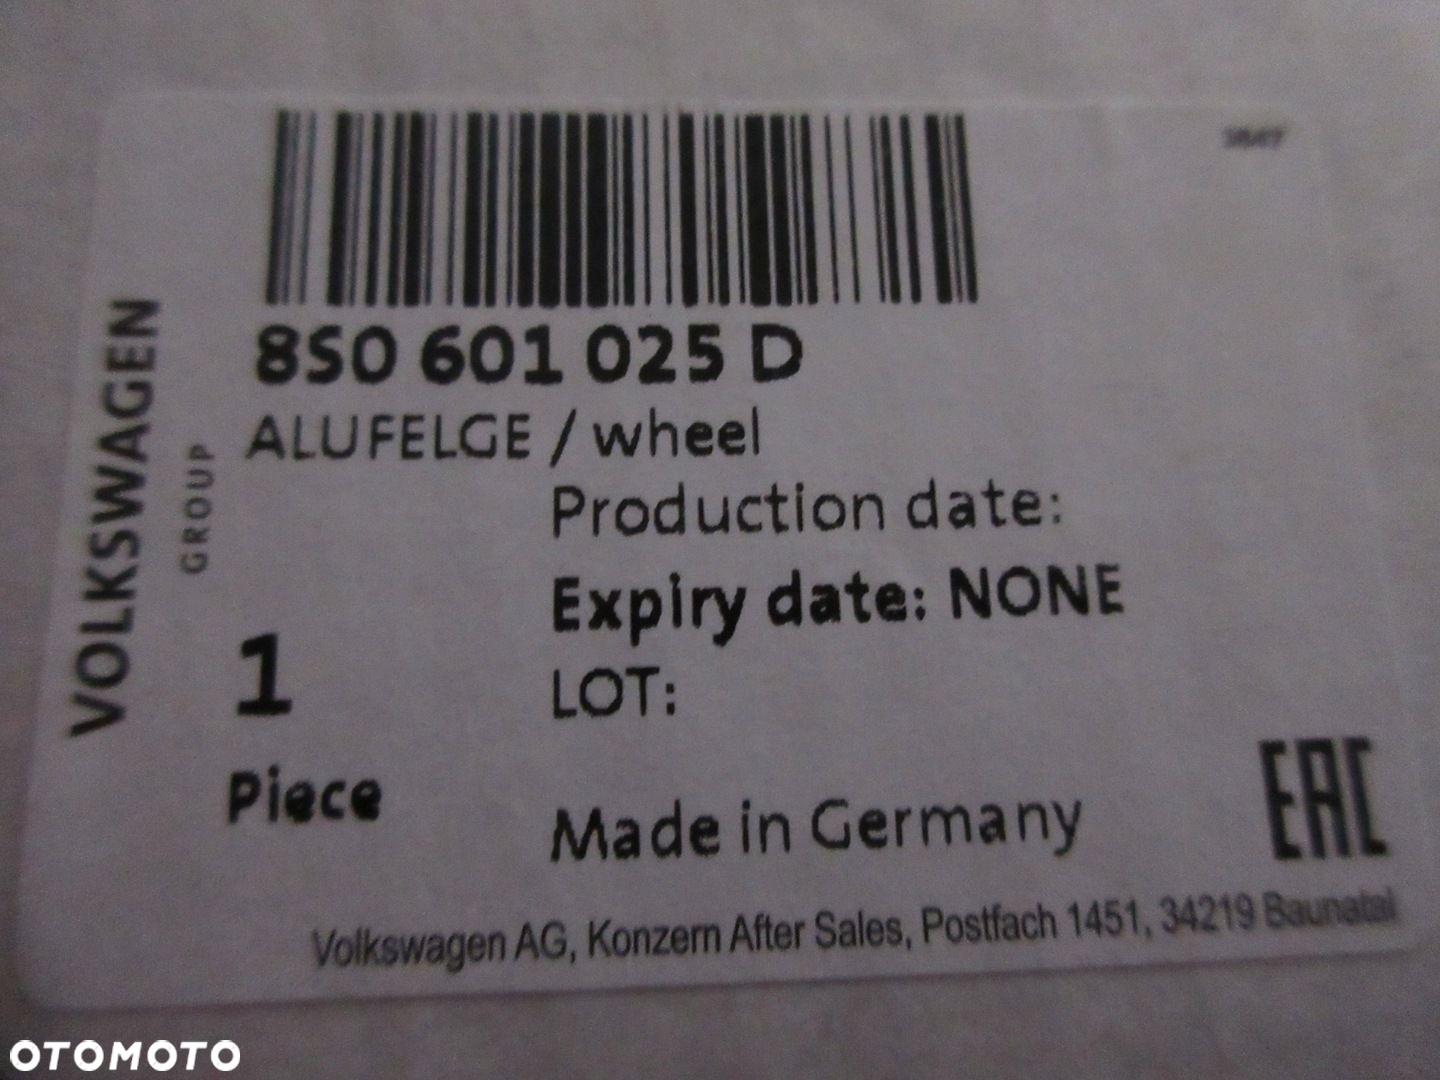 8S0 601 025 D
ALUFELGE / wheel
Production date:
Expiry date: NONE
LOT:
1
Piece
Made in Germany
EAC
Volkswagen AG, Konzern After Sales, Postfach 1451, 34219 Baunatal
VOLKSWAGEN
GROUP
OTOMOTO